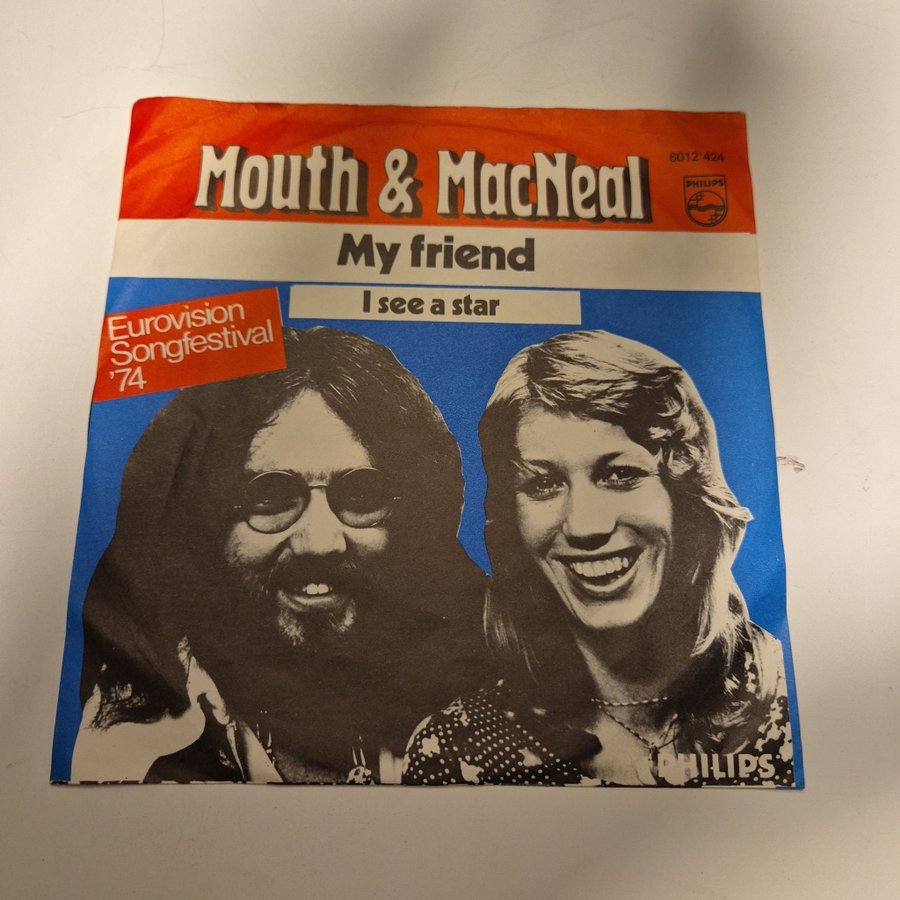 Mouth & MacNeal
6012 424
PHILIPS
My friend
I see a star
Eurovision
Songfestival
'74
PHILIPS